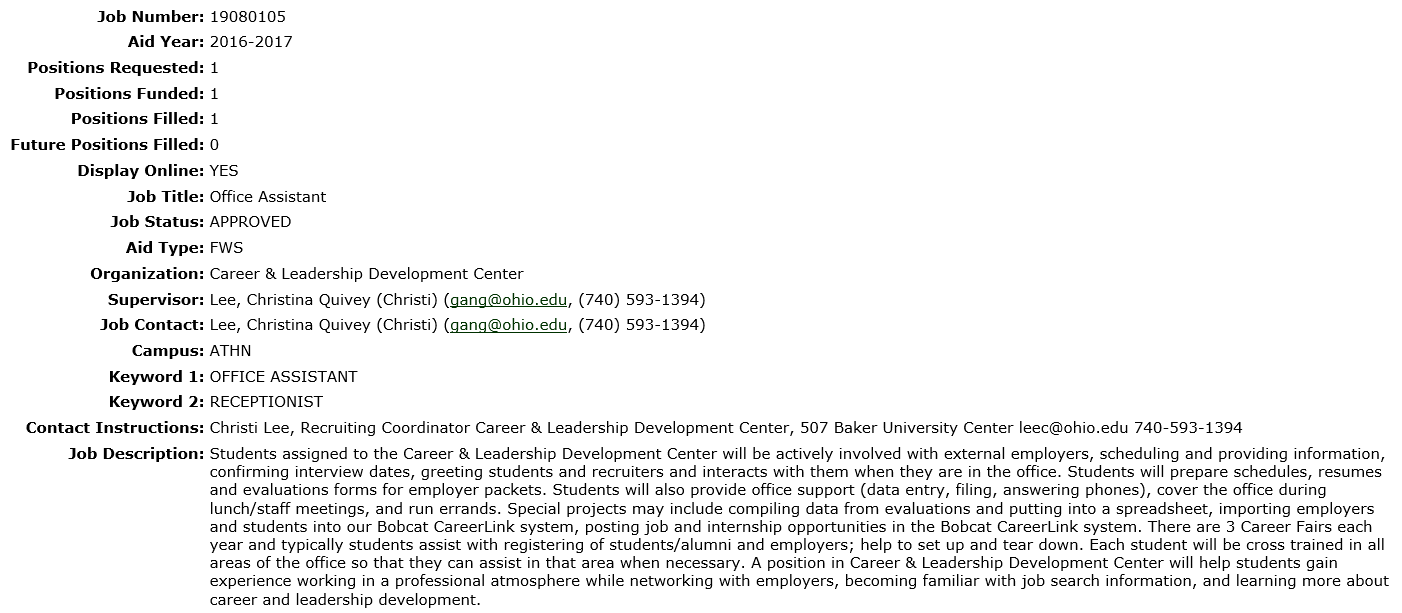 Job Number: 19080105
Aid Year: 2016-2017
Positions Requested: 1
Positions Funded: 1
Positions Filled: 1
Future Positions Filled: 0
Display Online: YES
Job Title: Office Assistant
Job Status: APPROVED
Aid Type: FWS
Organization: Career & Leadership Development Center
Supervisor: Lee, Christina Quivey (Christi) (gang@ohio.edu, (740) 593-1394)
Job Contact: Lee, Christina Quivey (Christi) (gang@ohio.edu, (740) 593-1394)
Campus: ATHN
Keyword 1: OFFICE ASSISTANT
Keyword 2: RECEPTIONIST
Contact Instructions: Christi Lee, Recruiting Coordinator Career & Leadership Development Center, 507 Baker University Center leec@ohio.edu 740-593-1394
Job Description: Students assigned to the Career & Leadership Development Center will be actively involved with external employers, scheduling and providing information,
confirming interview dates, greeting students and recruiters and interacts with them when they are in the office. Students will prepare schedules, resumes
and evaluations forms for employer packets. Students will also provide office support (data entry, filing, answering phones), cover the office during
lunch/staff meetings, and run errands. Special projects may include compiling data from evaluations and putting into a spreadsheet, importing employers
and students into our Bobcat CareerLink system, posting job and internship opportunities in the Bobcat CareerLink system. There are 3 Career Fairs each
year and typically students assist with registering of students/alumni and employers; help to set up and tear down. Each student will be cross trained in all
areas of the office so that they can assist in that area when necessary. A position in Career & Leadership Development Center will help students gain
experience working in a professional atmosphere while networking with employers, becoming familiar with job search information, and learning more about
career and leadership development.